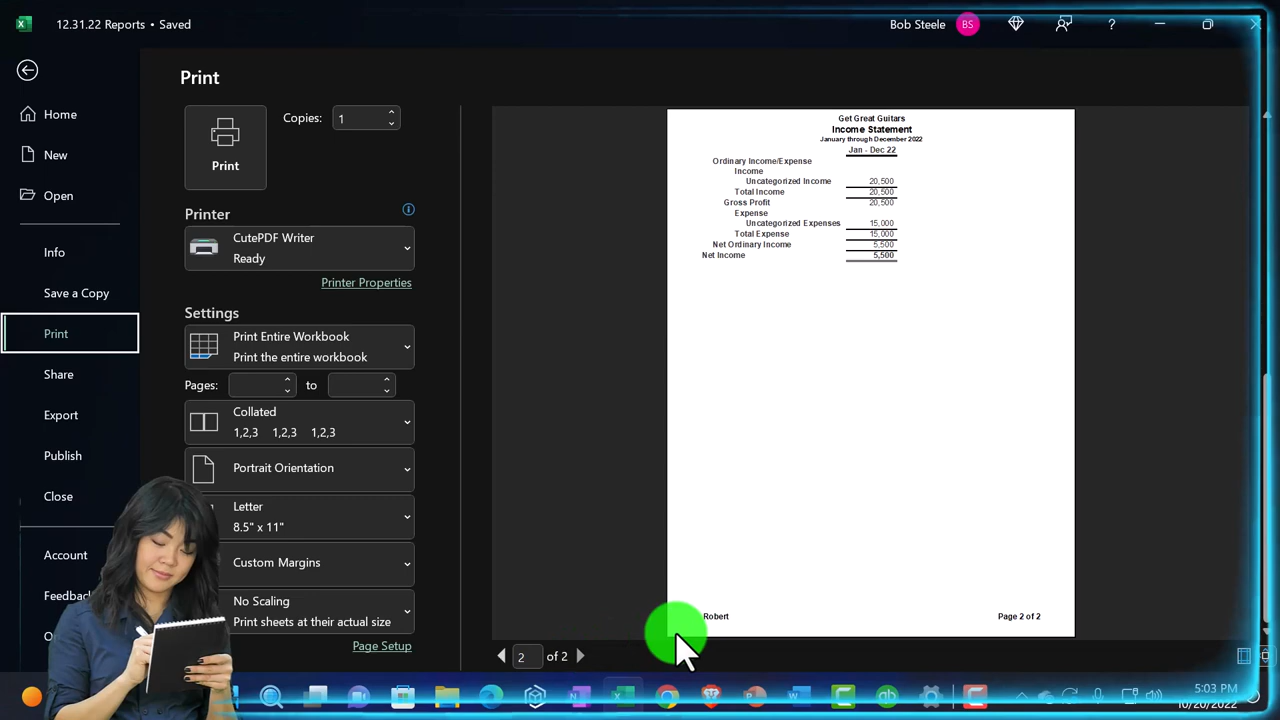 12.31.22 Reports • Saved
Bob Steele
BS
?
Print
Home
New
Open
Info
Save a Copy
Print
Share
Export
Publish
Close
Account
Print
Copies:
1
Printer
CutePDF Writer
Ready
Printer Properties
Settings
Print Entire Workbook
Print the entire workbook
Pages:
to
Collated
1,2,3 1,2,3 1,2,3
Portrait Orientation
Letter
8.5" x 11"
Custom Margins
No Scaling
Print sheets at their actual size
Page Setup
Get Great Guitars
Income Statement
January through December 2022
Jan - Dec 22
Ordinary Income/Expense
Income
Uncategorized Income 20,500
Total Income 20,500
Gross Profit 20,500
Expense
Uncategorized Expenses 15,000
Total Expense 15,000
Net Ordinary Income 5,500
Net Income 5,500
Robert
Page 2 of 2
2 of 2
5:03 PM
10/20/2022